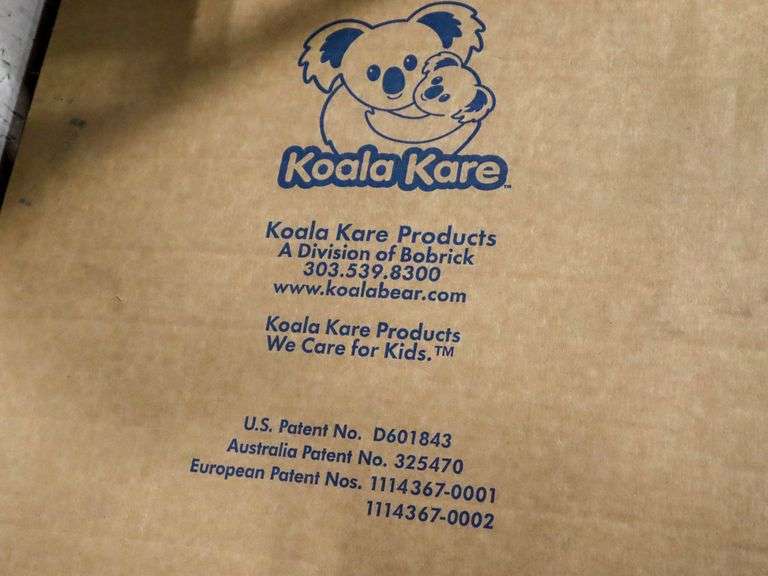 Koala Kare™
Koala Kare Products
A Division of Bobrick
303.539.8300
www.koalabear.com
Koala Kare Products
We Care for Kids.™
U.S. Patent No. D601843
Australia Patent No. 325470
European Patent Nos. 1114367-0001
1114367-0002